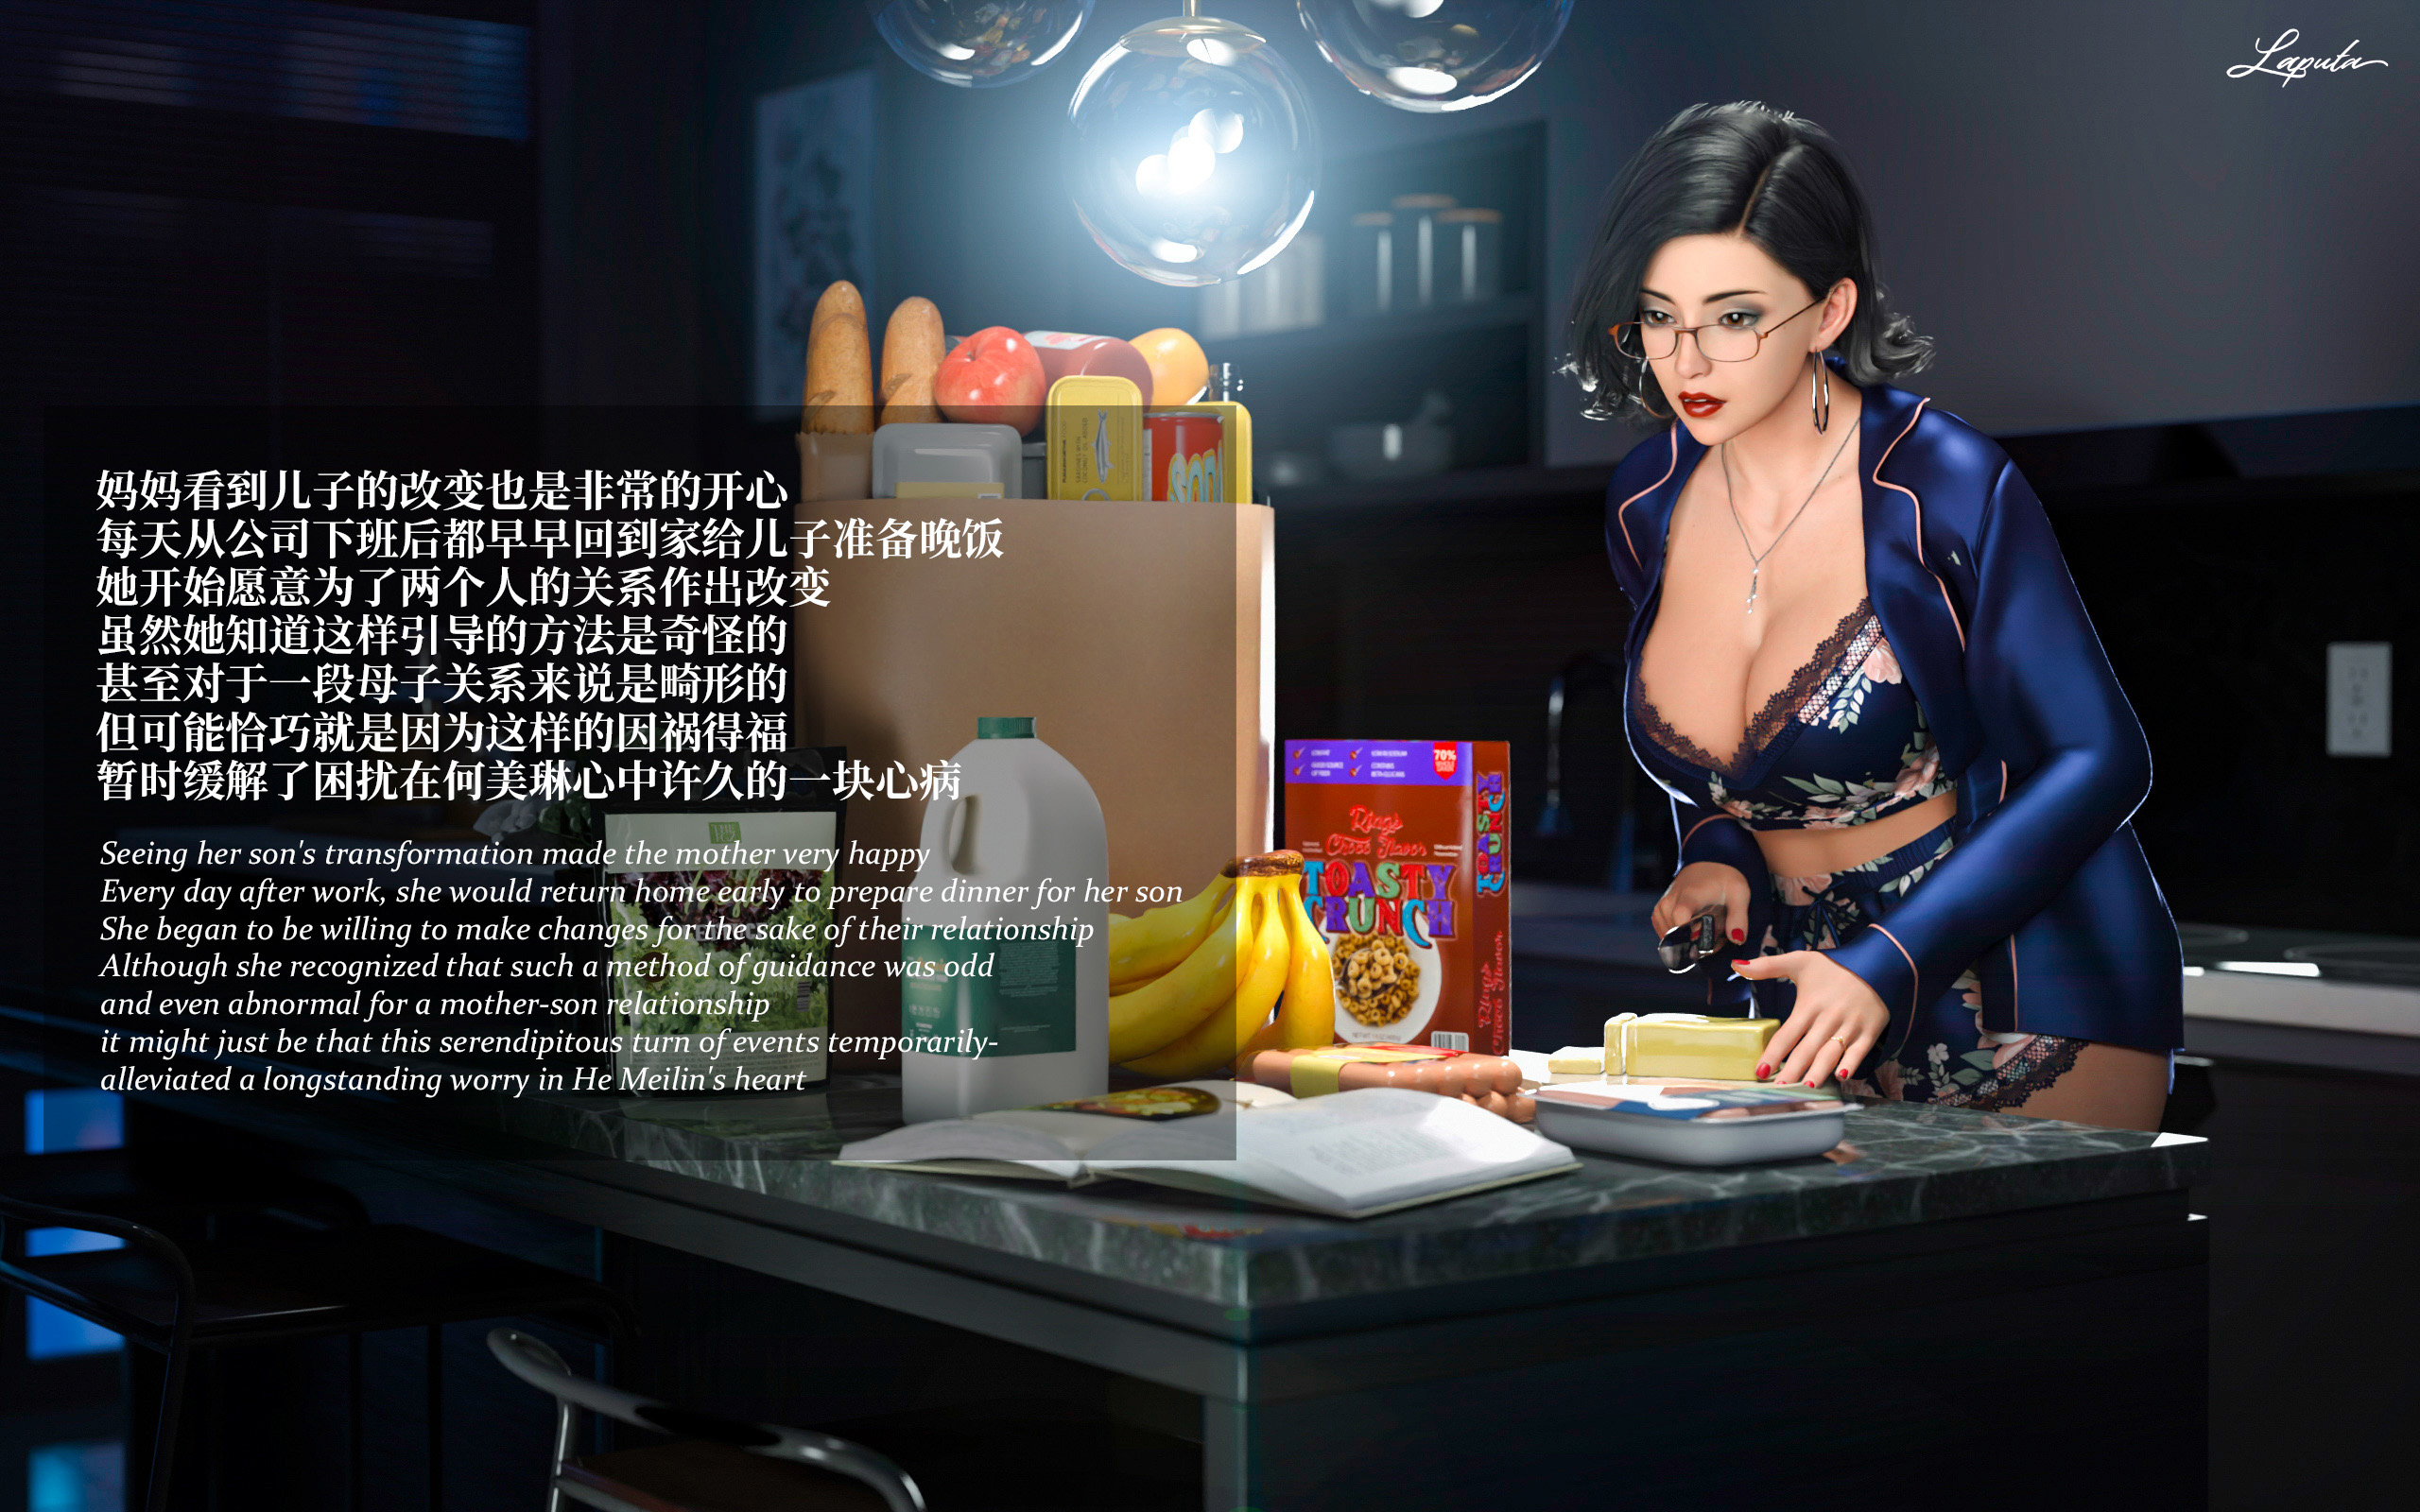 Laputa
妈妈看到儿子的改变也是非常的开心
每天从公司下班后都早早回到家给儿子准备晚饭
她开始愿意为了两个人的关系作出改变
虽然她知道这样引导的方法是奇怪的
甚至对于一段母子关系来说是畸形的
但可能恰巧就是因为这样的因祸得福
暂时缓解了困扰在何美琳心中许久的一块心病
Seeing her son's transformation made the mother very happy
Every day after work, she would return home early to prepare dinner for her son
She began to be willing to make changes for the sake of their relationship
Although she recognized that such a method of guidance was odd
and even abnormal for a mother-son relationship
it might just be that this serendipitous turn of events temporarily-
alleviated a longstanding worry in He Meilin's heart
70%
Rings
Choco Flavor
TOASTY
CRUNCH
TOASTY CRUNCH
Rings
Choco Flavor